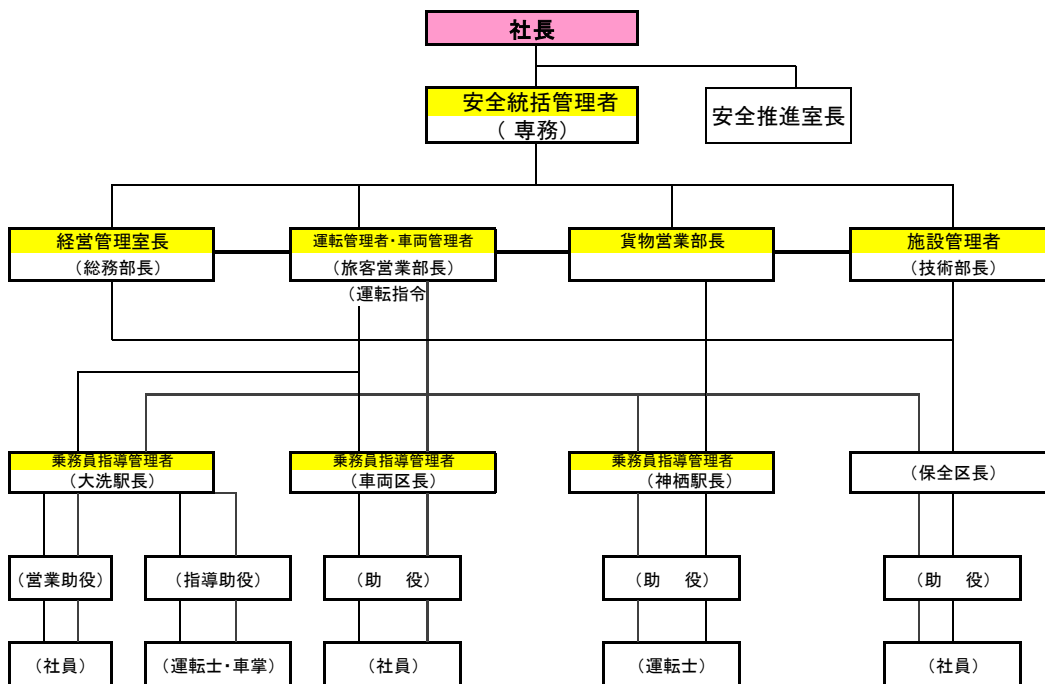 社長
安全統括管理者
（ 専務）
安全推進室長
経営管理室長
（総務部長）
運転管理者・車両管理者
（旅客営業部長）
（運転指令
貨物営業部長
施設管理者
（技術部長）
乗務員指導管理者
（大洗駅長）
乗務員指導管理者
（車両区長）
乗務員指導管理者
（神栖駅長）
（保全区長）
（営業助役）
（指導助役）
（助　役）
（助　役）
（助　役）
（社員）
（運転士・車掌）
（社員）
（運転士）
（社員）